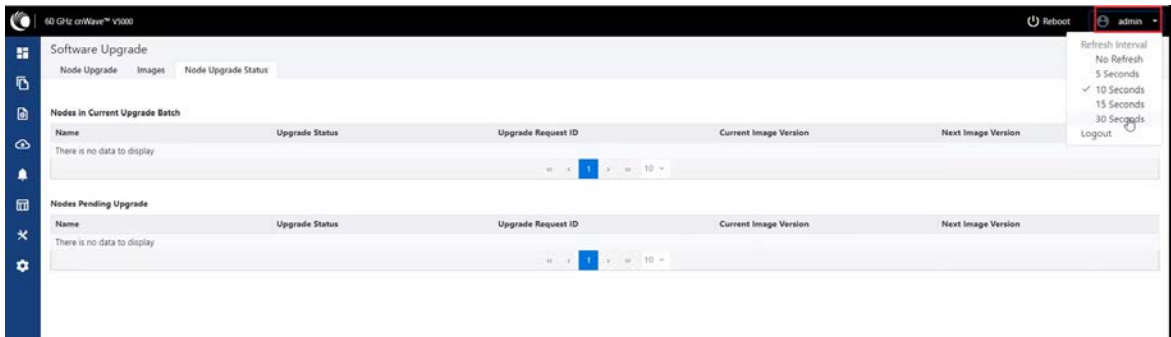 60 GHz cnWave™ V5000
Reboot
admin
Software Upgrade
Node Upgrade Images Node Upgrade Status
Refresh Interval
No Refresh
5 Seconds
10 Seconds
15 Seconds
30 Seconds
Logout
Nodes in Current Upgrade Batch
Name Upgrade Status Upgrade Request ID Current Image Version Next Image Version
There is no data to display
« ‹ 1 › » 10
Nodes Pending Upgrade
Name Upgrade Status Upgrade Request ID Current Image Version Next Image Version
There is no data to display
« ‹ 1 › » 10